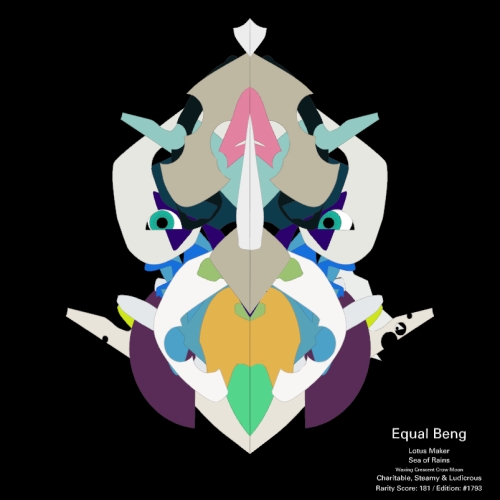 Equal Beng
Lotus Maker
Sea of Rains
Waxing Crescent Crow Moon
Charitable, Steamy & Ludicrous
Rarity Score: 181 / Edition: #1793